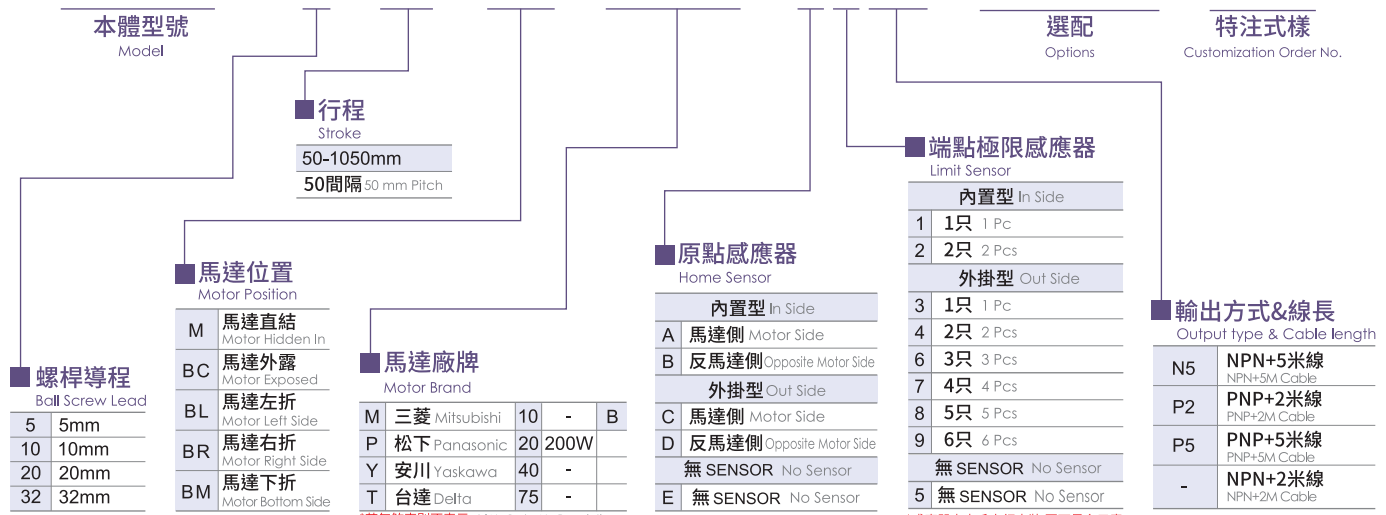 本體型號
Model
選配
Options
特注式樣
Customization Order No.
行程
Stroke
50-1050mm
50間隔 50 mm Pitch
端點極限感應器
Limit Sensor
內置型 In Side
1 1只 1 Pc
2 2只 2 Pcs
外掛型 Out Side
3 1只 1 Pc
4 2只 2 Pcs
6 3只 3 Pcs
7 4只 4 Pcs
8 5只 5 Pcs
9 6只 6 Pcs
無 SENSOR No Sensor
5 無 SENSOR No Sensor
原點感應器
Home Sensor
內置型 In Side
A 馬達側 Motor Side
B 反馬達側 Opposite Motor Side
外掛型 Out Side
C 馬達側 Motor Side
D 反馬達側 Opposite Motor Side
無 SENSOR No Sensor
E 無 SENSOR No Sensor
馬達位置
Motor Position
M 馬達直結
Motor Hidden In
BC 馬達外露
Motor Exposed
BL 馬達左折
Motor Left Side
BR 馬達右折
Motor Right Side
BM 馬達下折
Motor Bottom Side
輸出方式&線長
Output type & Cable length
N5 NPN+5米線
NPN+5M Cable
P2 PNP+2米線
PNP+2M Cable
P5 PNP+5米線
PNP+5M Cable
- NPN+2米線
NPN+2M Cable
馬達廠牌
Motor Brand
M 三菱 Mitsubishi 10 - B
P 松下 Panasonic 20 200W
Y 安川 Yaskawa 40 -
T 台達 Delta 75 -
螺桿導程
Ball Screw Lead
5 5mm
10 10mm
20 20mm
32 32mm